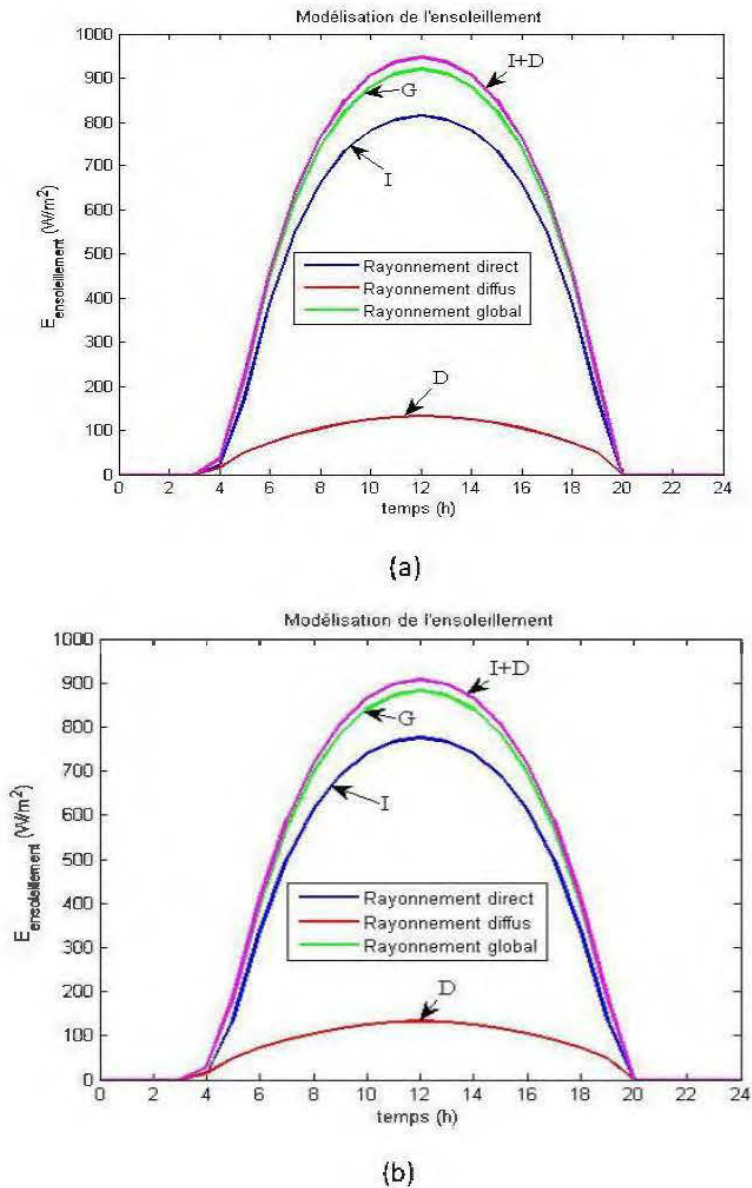 Modélisation de l'ensoleillement
1000
900
800
700
600
500
400
300
200
100
0
E ensoleillement (W/m²)
I+D
G
I
Rayonnement direct
Rayonnement diffus
Rayonnement global
D
0 2 4 6 8 10 12 14 16 18 20 22 24
temps (h)
(a)
Modélisation de l'ensoleillement
1000
900
800
700
600
500
400
300
200
100
0
E ensoleillement (W/m²)
I+D
G
I
Rayonnement direct
Rayonnement diffus
Rayonnement global
D
0 2 4 6 8 10 12 14 16 18 20 22 24
temps (h)
(b)